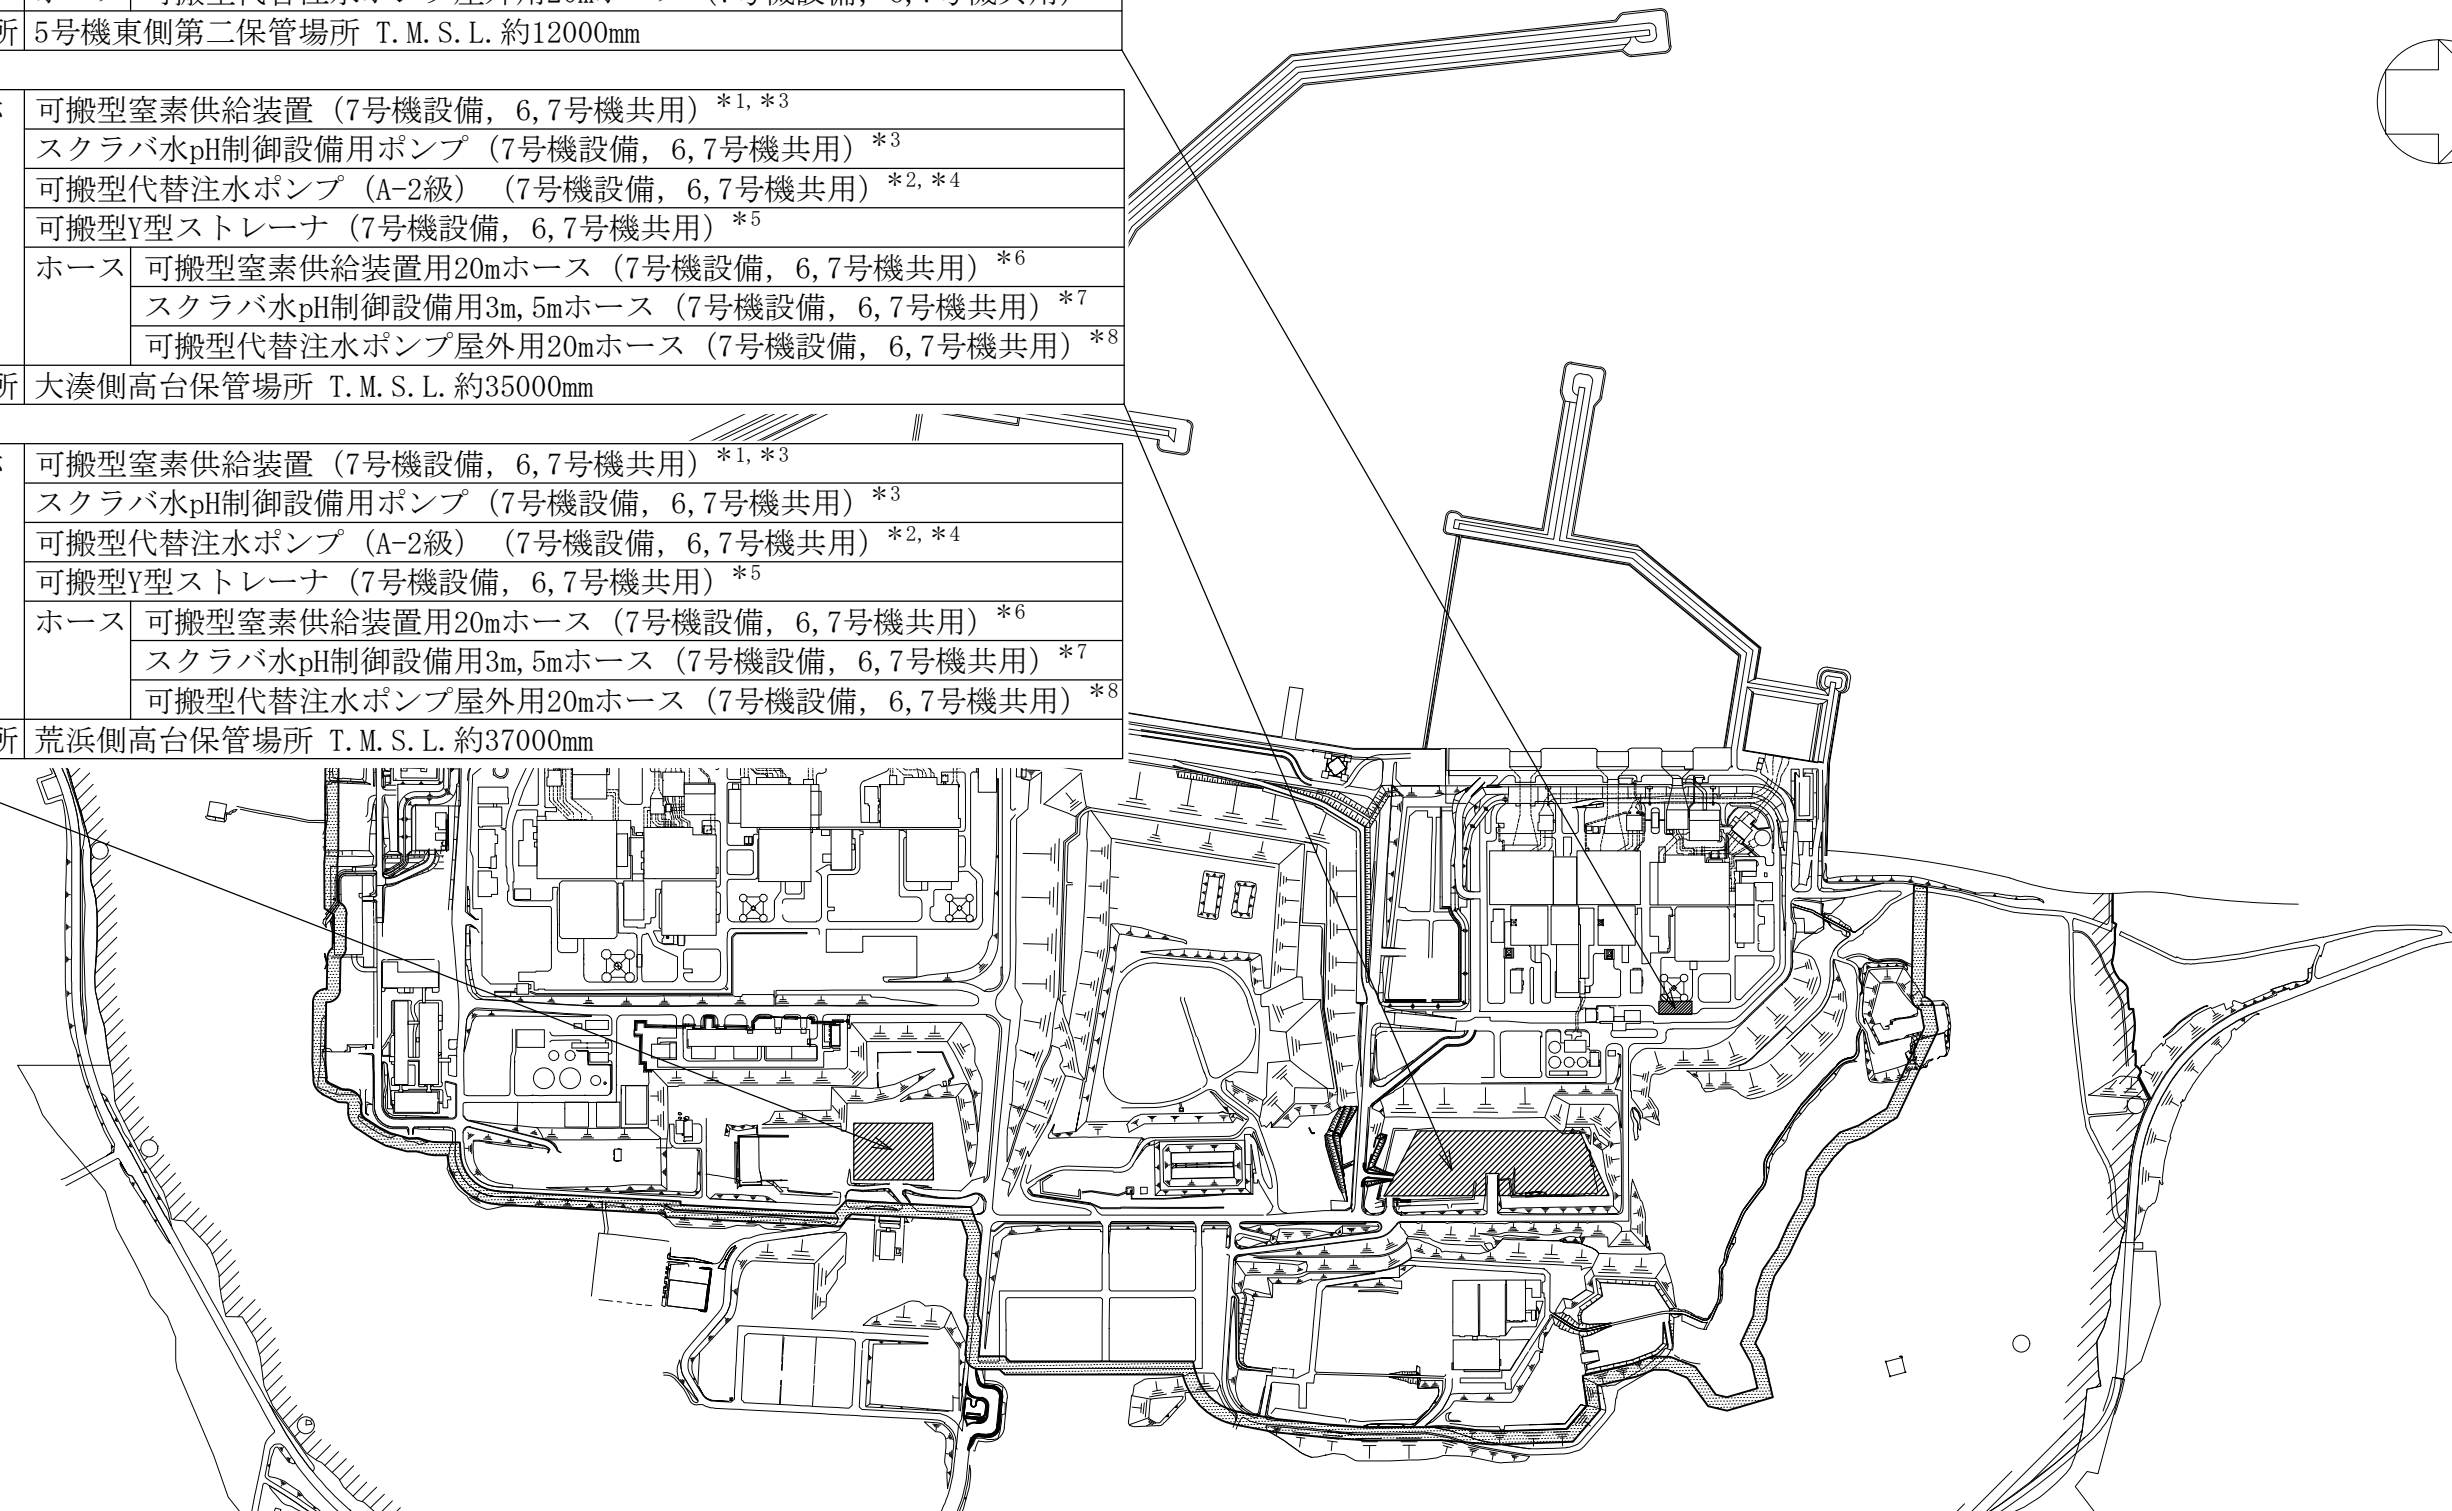 所 5号機東側第二保管場所 T.M.S.L.約12000mm
可搬型窒素供給装置（7号機設備, 6,7号機共用）*1,*3
スクラバ水pH制御設備用ポンプ（7号機設備, 6,7号機共用）*3
可搬型代替注水ポンプ（A-2級）（7号機設備, 6,7号機共用）*2,*4
可搬型Y型ストレーナ（7号機設備, 6,7号機共用）*5
ホース 可搬型窒素供給装置用20mホース（7号機設備, 6,7号機共用）*6
スクラバ水pH制御設備用3m,5mホース（7号機設備, 6,7号機共用）*7
可搬型代替注水ポンプ屋外用20mホース（7号機設備, 6,7号機共用）*8
所 大湊側高台保管場所 T.M.S.L.約35000mm
可搬型窒素供給装置（7号機設備, 6,7号機共用）*1,*3
スクラバ水pH制御設備用ポンプ（7号機設備, 6,7号機共用）*3
可搬型代替注水ポンプ（A-2級）（7号機設備, 6,7号機共用）*2,*4
可搬型Y型ストレーナ（7号機設備, 6,7号機共用）*5
ホース 可搬型窒素供給装置用20mホース（7号機設備, 6,7号機共用）*6
スクラバ水pH制御設備用3m,5mホース（7号機設備, 6,7号機共用）*7
可搬型代替注水ポンプ屋外用20mホース（7号機設備, 6,7号機共用）*8
所 荒浜側高台保管場所 T.M.S.L.約37000mm